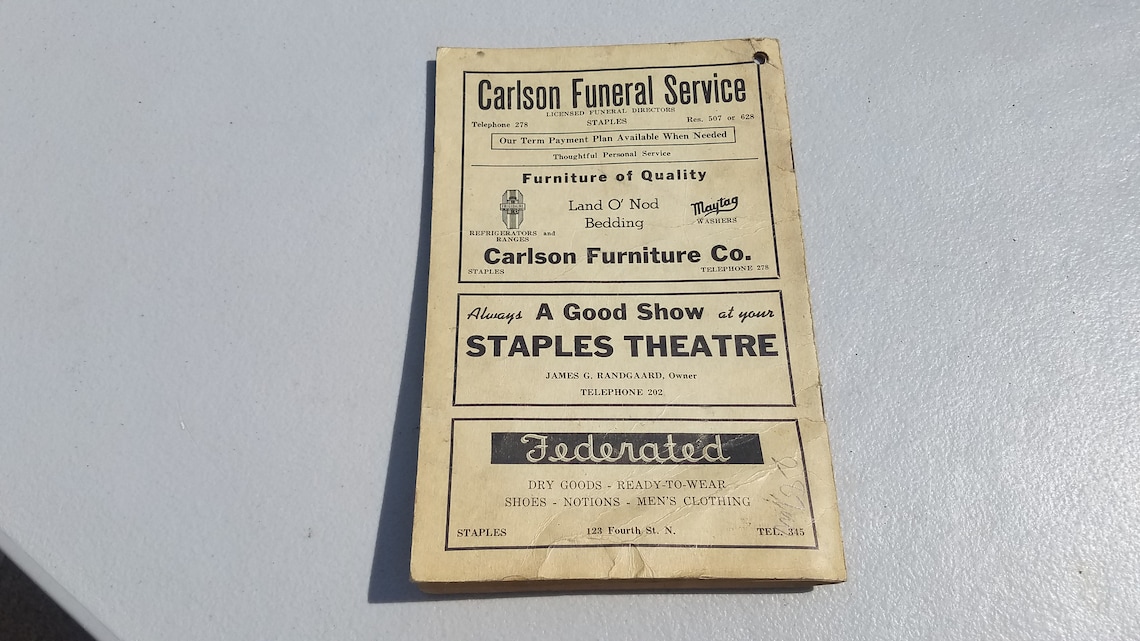 Carlson Funeral Service
LICENSED FUNERAL DIRECTORS
Telephone 278 STAPLES Res. 507 or 628
Our Term Payment Plan Available When Needed
Thoughtful Personal Service
Furniture of Quality
Land O' Nod
Bedding
Maytag
WASHERS
REFRIGERATORS and
RANGES
Carlson Furniture Co.
STAPLES TELEPHONE 278
Always A Good Show at your
STAPLES THEATRE
JAMES G. RANDGAARD, Owner
TELEPHONE 202
Federated
DRY GOODS - READY-TO-WEAR
SHOES - NOTIONS - MEN'S CLOTHING
STAPLES 123 Fourth St. N. TEL. 345